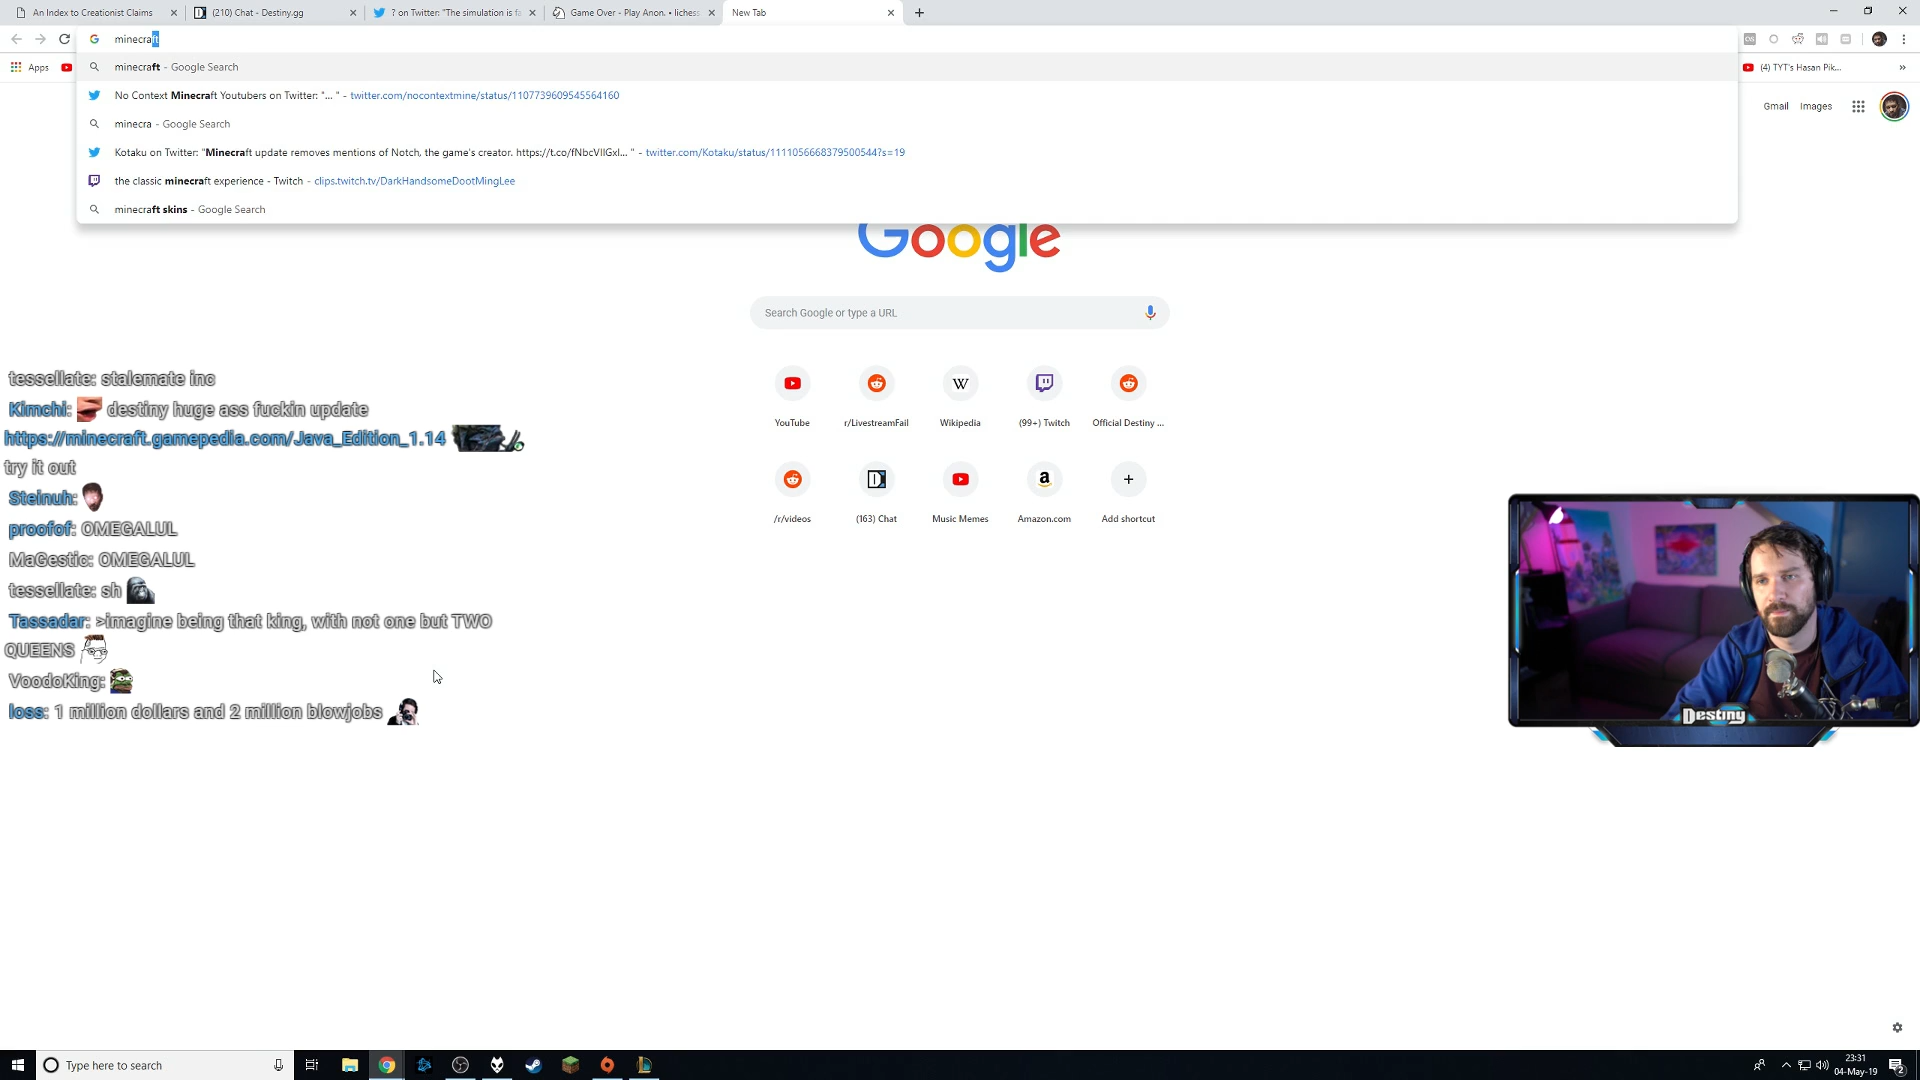 An Index to Creationist Claims
(210) Chat - Destiny.gg
? on Twitter: "The simulation is fa
Game Over - Play Anon. • lichess
New Tab
minecraft
Apps
(4) TYT's Hasan Pik...
»
minecraft - Google Search
No Context Minecraft Youtubers on Twitter: "... " - twitter.com/nocontextmine/status/1107739609545564160
minecra - Google Search
Kotaku on Twitter: "Minecraft update removes mentions of Notch, the game's creator. https://t.co/fNbcVIlGxI... " - twitter.com/Kotaku/status/1111056668379500544?s=19
the classic minecraft experience - Twitch - clips.twitch.tv/DarkHandsomeDootMingLee
minecraft skins - Google Search
Gmail Images
Google
Search Google or type a URL
YouTube
r/LivestreamFail
Wikipedia
(99+) Twitch
Official Destiny ...
/r/videos
(163) Chat
Music Memes
Amazon.com
Add shortcut
tessellate: stalemate inc
Kimchi: destiny huge ass fuckin update
https://minecraft.gamepedia.com/Java_Edition_1.14
try it out
Steinuh:
proofof: OMEGALUL
MaGestic: OMEGALUL
tessellate: sh
Tassadar: >imagine being that king, with not one but TWO
QUEENS
VoodoKing:
loss: 1 million dollars and 2 million blowjobs
Destiny
Type here to search
23:31
04-May-19
2